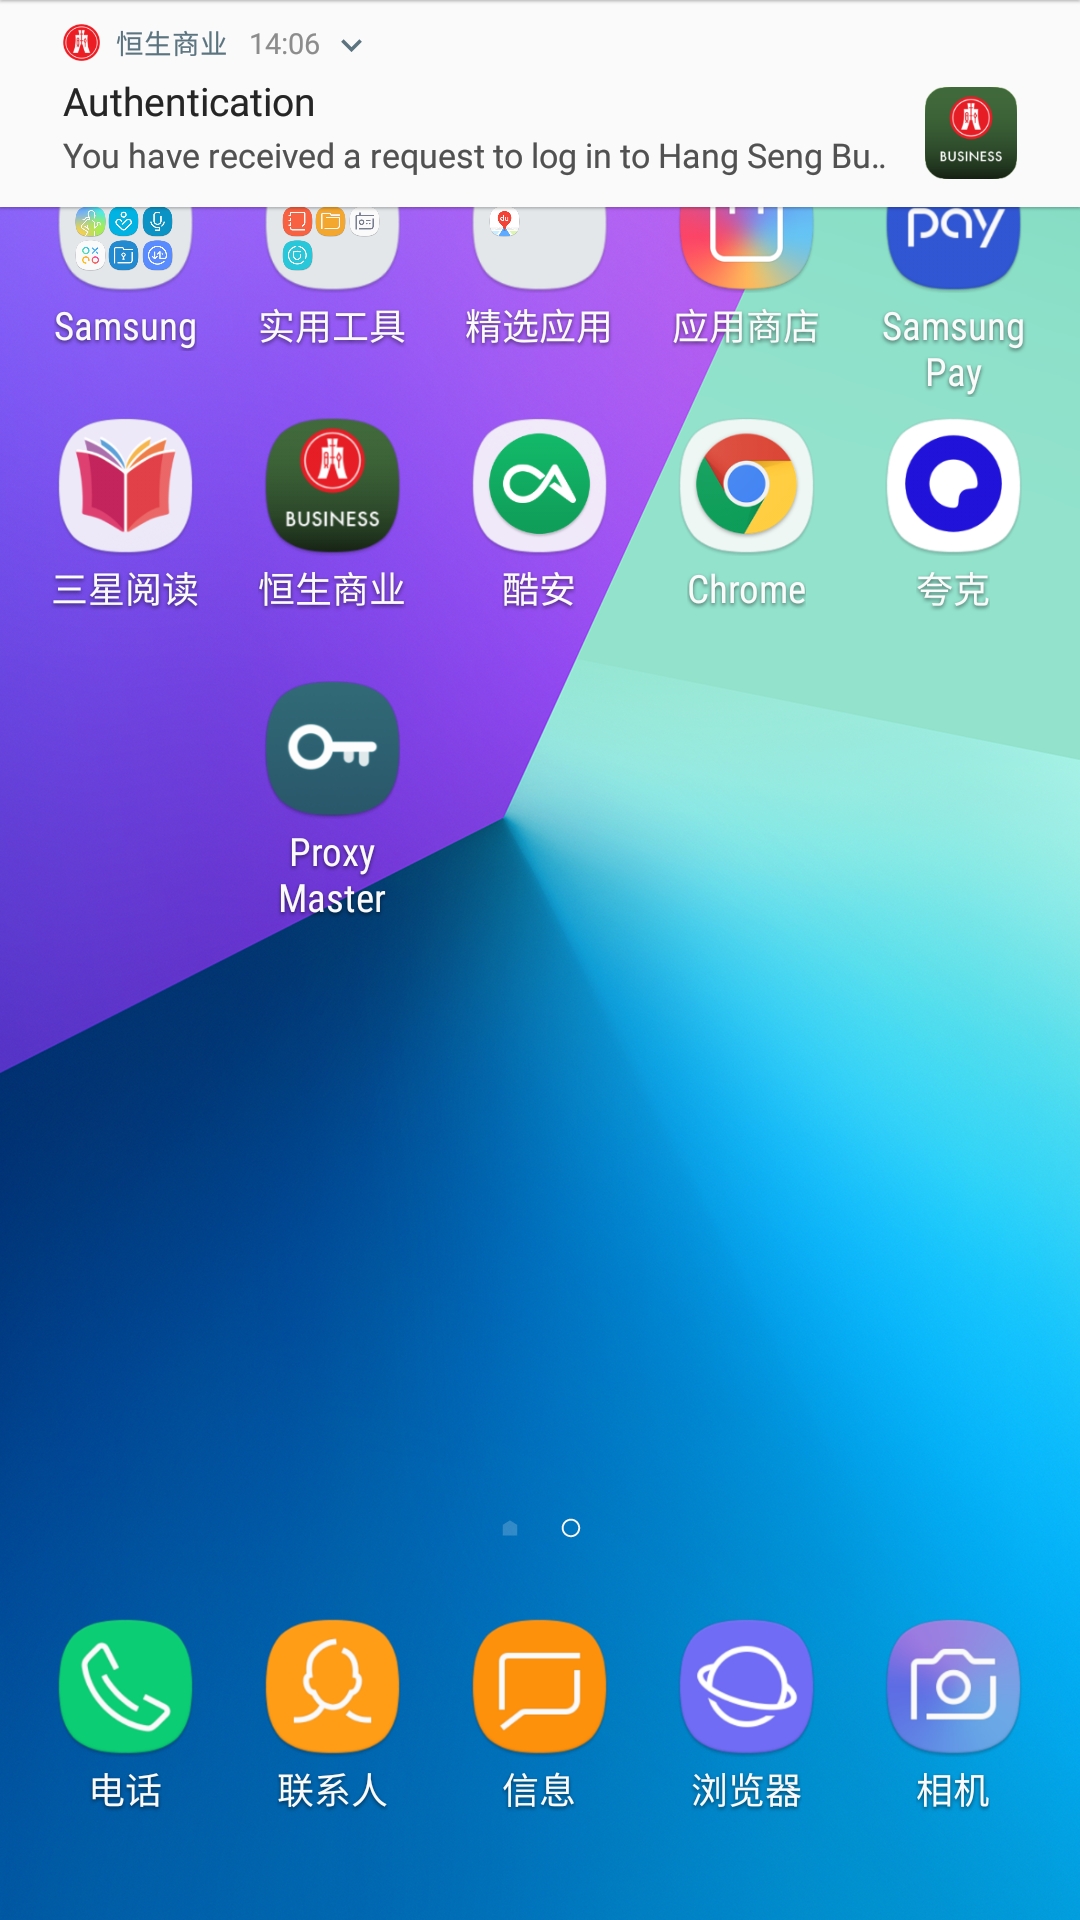 恒生商业 14:06
Authentication
You have received a request to log in to Hang Seng Bu..
BUSINESS
du
pay
Samsung 实用工具 精选应用 应用商店 Samsung Pay
BUSINESS
三星阅读 恒生商业 酷安 Chrome 夸克
Proxy
Master
电话 联系人 信息 浏览器 相机